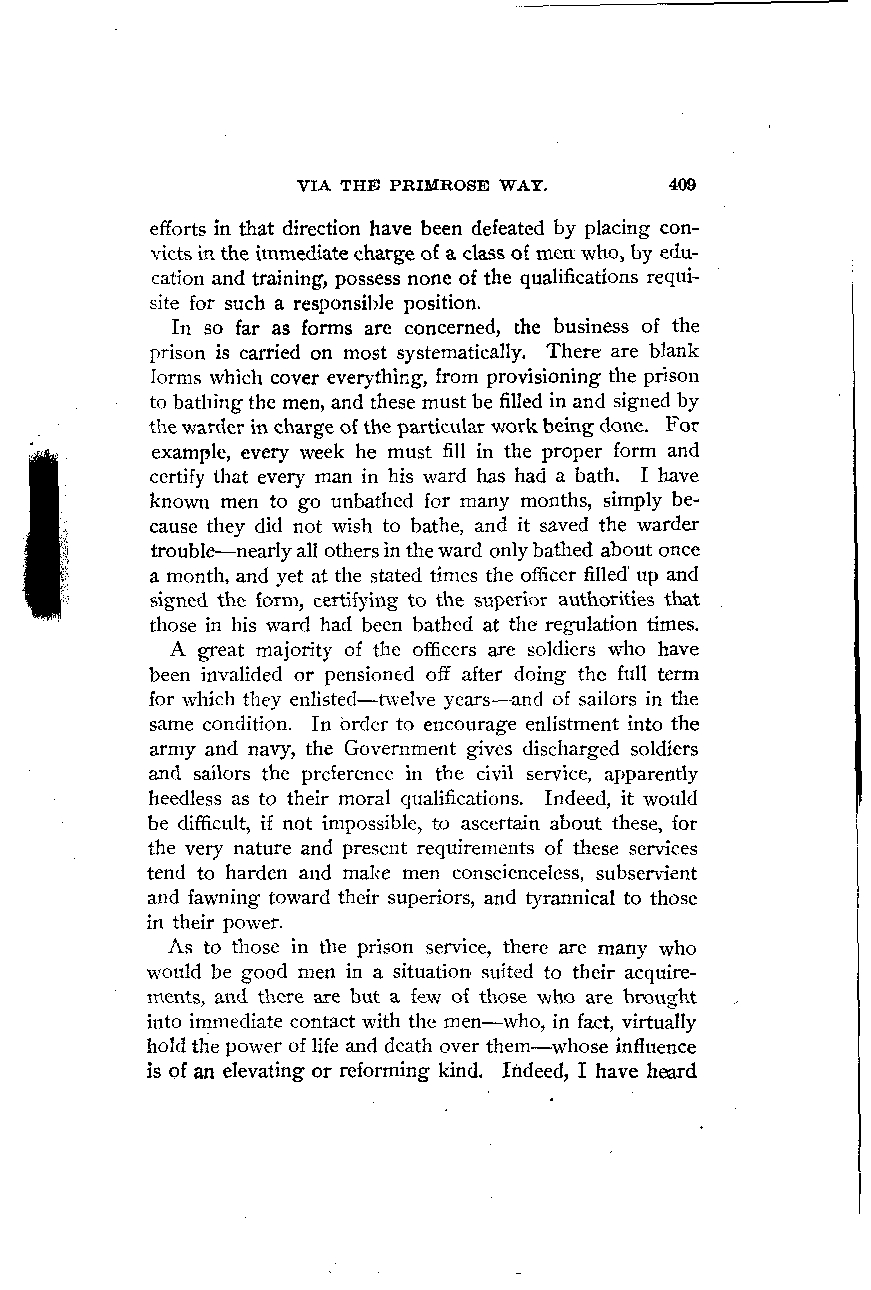 VIA THE PRIMROSE WAY. 409
efforts in that direction have been defeated by placing con-
victs in the immediate charge of a class of men who, by edu-
cation and training, possess none of the qualifications requi-
site for such a responsible position.
In so far as forms are concerned, the business of the
prison is carried on most systematically. There are blank
forms which cover everything, from provisioning the prison
to bathing the men, and these must be filled in and signed by
the warder in charge of the particular work being done. For
example, every week he must fill in the proper form and
certify that every man in his ward has had a bath. I have
known men to go unbathed for many months, simply be-
cause they did not wish to bathe, and it saved the warder
trouble—nearly all others in the ward only bathed about once
a month, and yet at the stated times the officer filled up and
signed the form, certifying to the superior authorities that
those in his ward had been bathed at the regulation times.
A great majority of the officers are soldiers who have
been invalided or pensioned off after doing the full term
for which they enlisted—twelve years—and of sailors in the
same condition. In order to encourage enlistment into the
army and navy, the Government gives discharged soldiers
and sailors the preference in the civil service, apparently
heedless as to their moral qualifications. Indeed, it would
be difficult, if not impossible, to ascertain about these, for
the very nature and present requirements of these services
tend to harden and make men conscienceless, subservient
and fawning toward their superiors, and tyrannical to those
in their power.
As to those in the prison service, there are many who
would be good men in a situation suited to their acquire-
ments, and there are but a few of those who are brought
into immediate contact with the men—who, in fact, virtually
hold the power of life and death over them—whose influence
is of an elevating or reforming kind. Indeed, I have heard